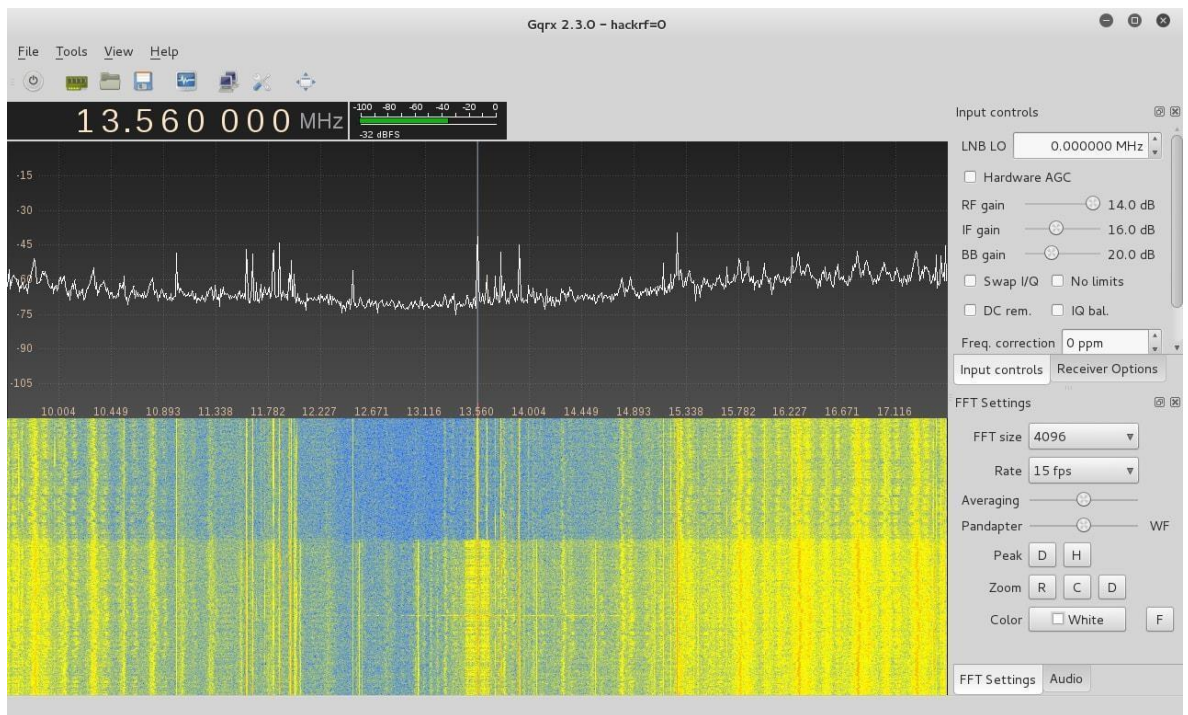 Gqrx 2.3.0 - hackrf=0
File Tools View Help
13.560 000 MHz
-100 -80 -60 -40 -20 0
-32 dBFS
-15
-30
-45
-60
-75
-90
-105
10.004 10.449 10.893 11.338 11.782 12.227 12.671 13.116 13.560 14.004 14.449 14.893 15.338 15.782 16.227 16.671 17.116
Input controls
LNB LO 0.000000 MHz
Hardware AGC
RF gain 14.0 dB
IF gain 16.0 dB
BB gain 20.0 dB
Swap I/Q No limits
DC rem. IQ bal.
Freq. correction 0 ppm
Input controls Receiver Options
FFT Settings
FFT size 4096
Rate 15 fps
Averaging
Pandapter WF
Peak D H
Zoom R C D
Color White F
FFT Settings Audio